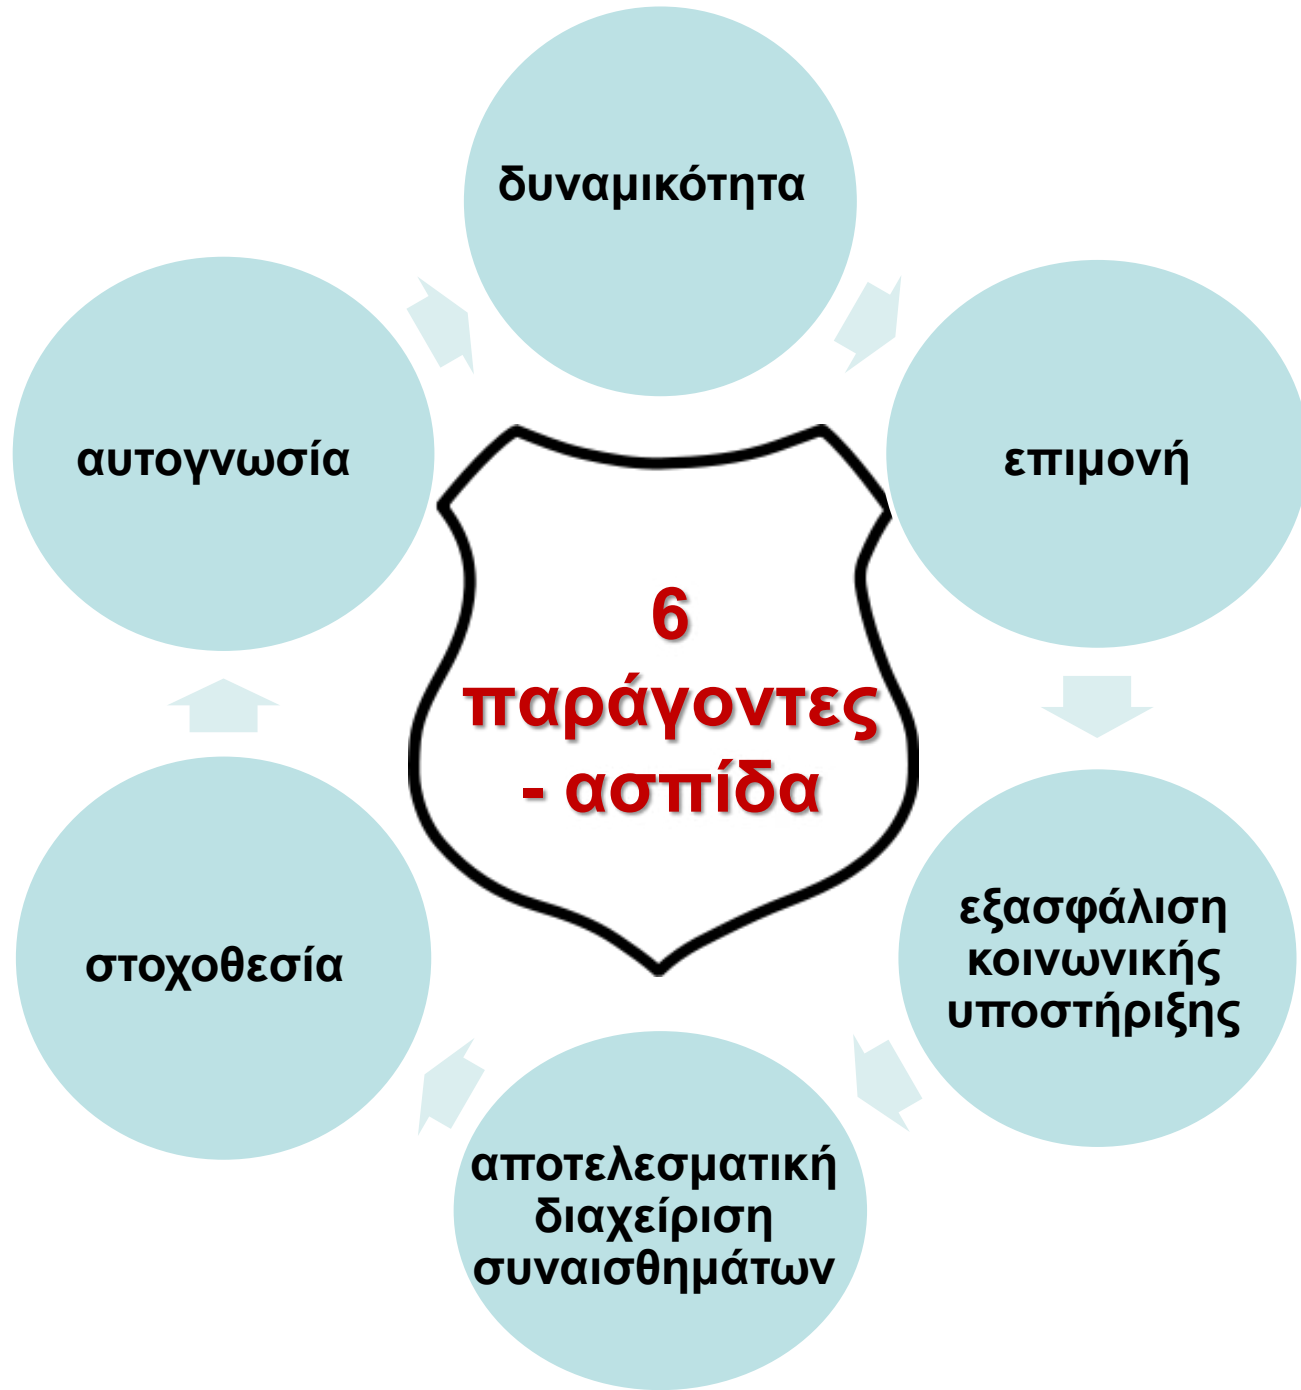 δυναμικότητα
επιμονή
εξασφάλιση
κοινωνικής
υποστήριξης
αποτελεσματική
διαχείριση
συναισθημάτων
στοχοθεσία
αυτογνωσία
6
παράγοντες
- ασπίδα